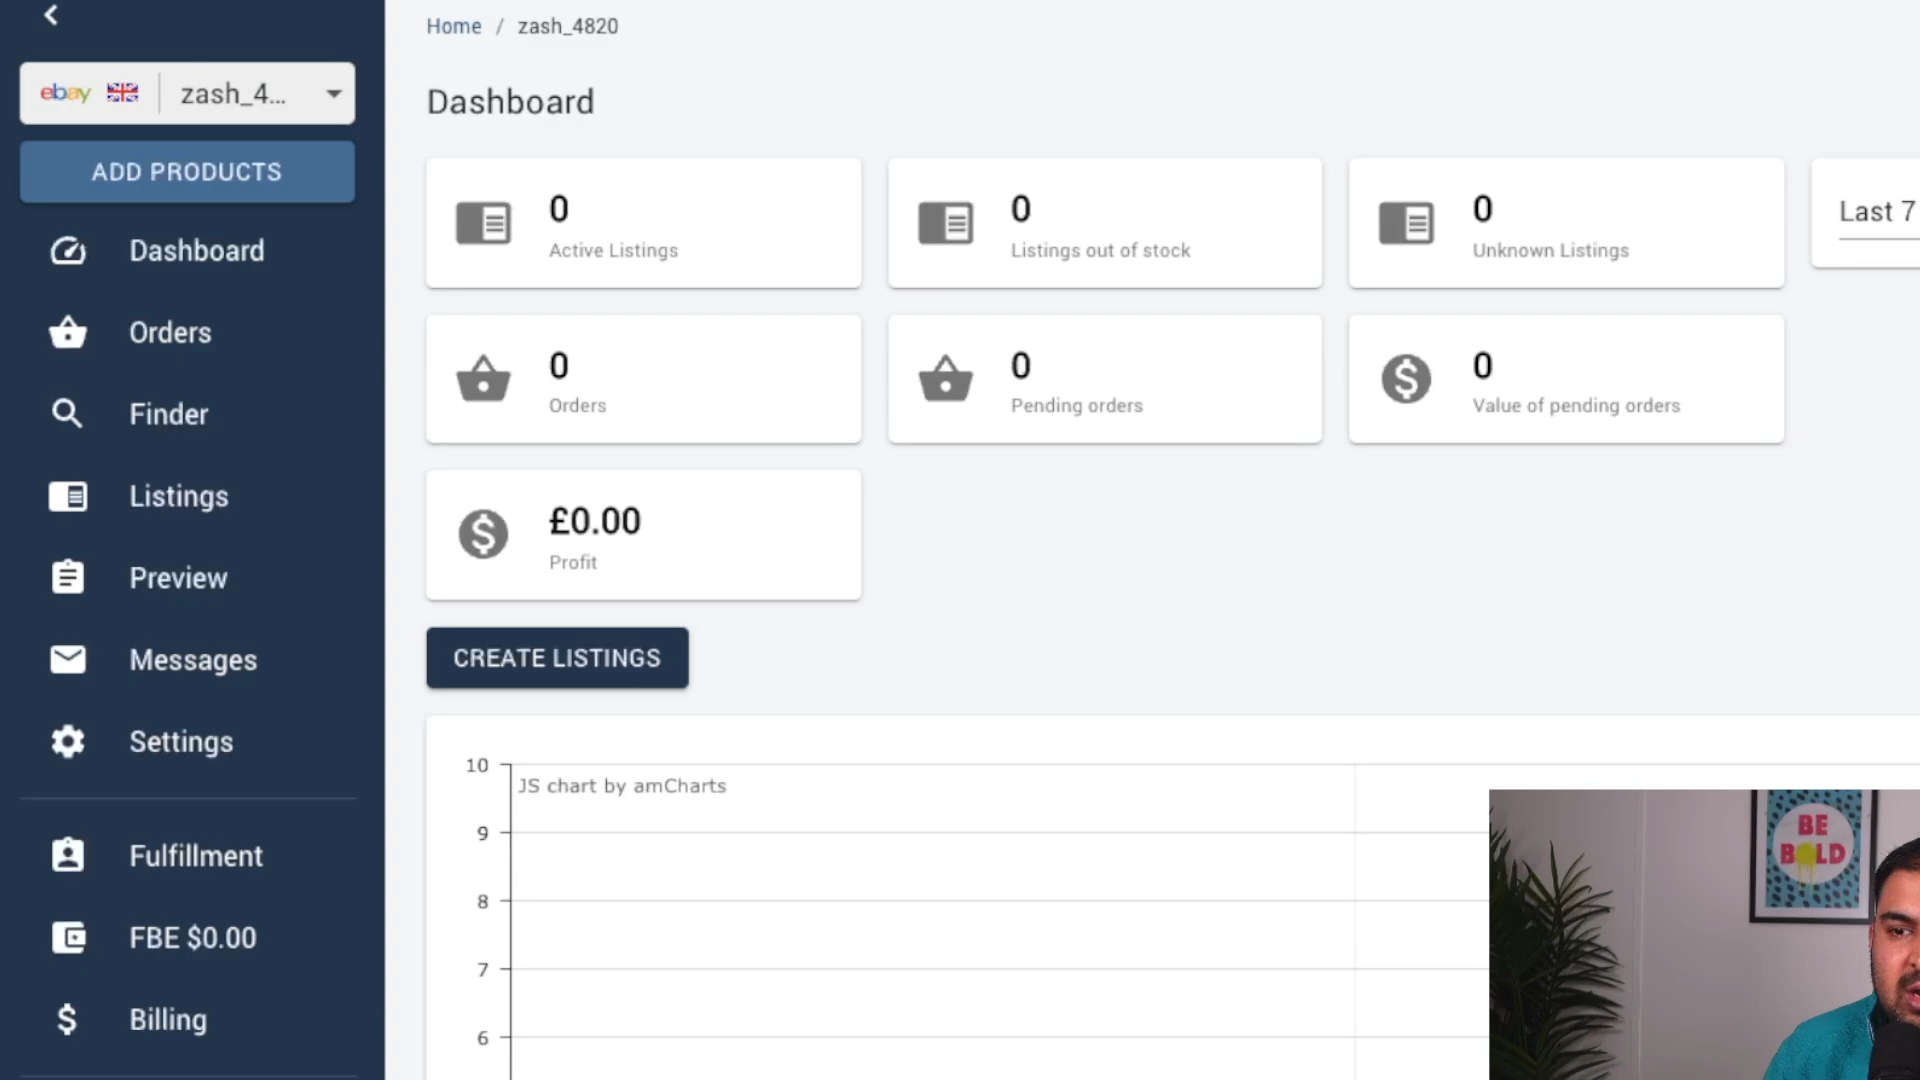 ebay zash_4...
ADD PRODUCTS
Dashboard
Orders
Finder
Listings
Preview
Messages
Settings
Fulfillment
FBE $0.00
Billing
Home / zash_4820
Dashboard
0
Active Listings
0
Listings out of stock
0
Unknown Listings
Last 7
0
Orders
0
Pending orders
0
Value of pending orders
£0.00
Profit
CREATE LISTINGS
JS chart by amCharts
10
9
8
7
6
BE
BOLD